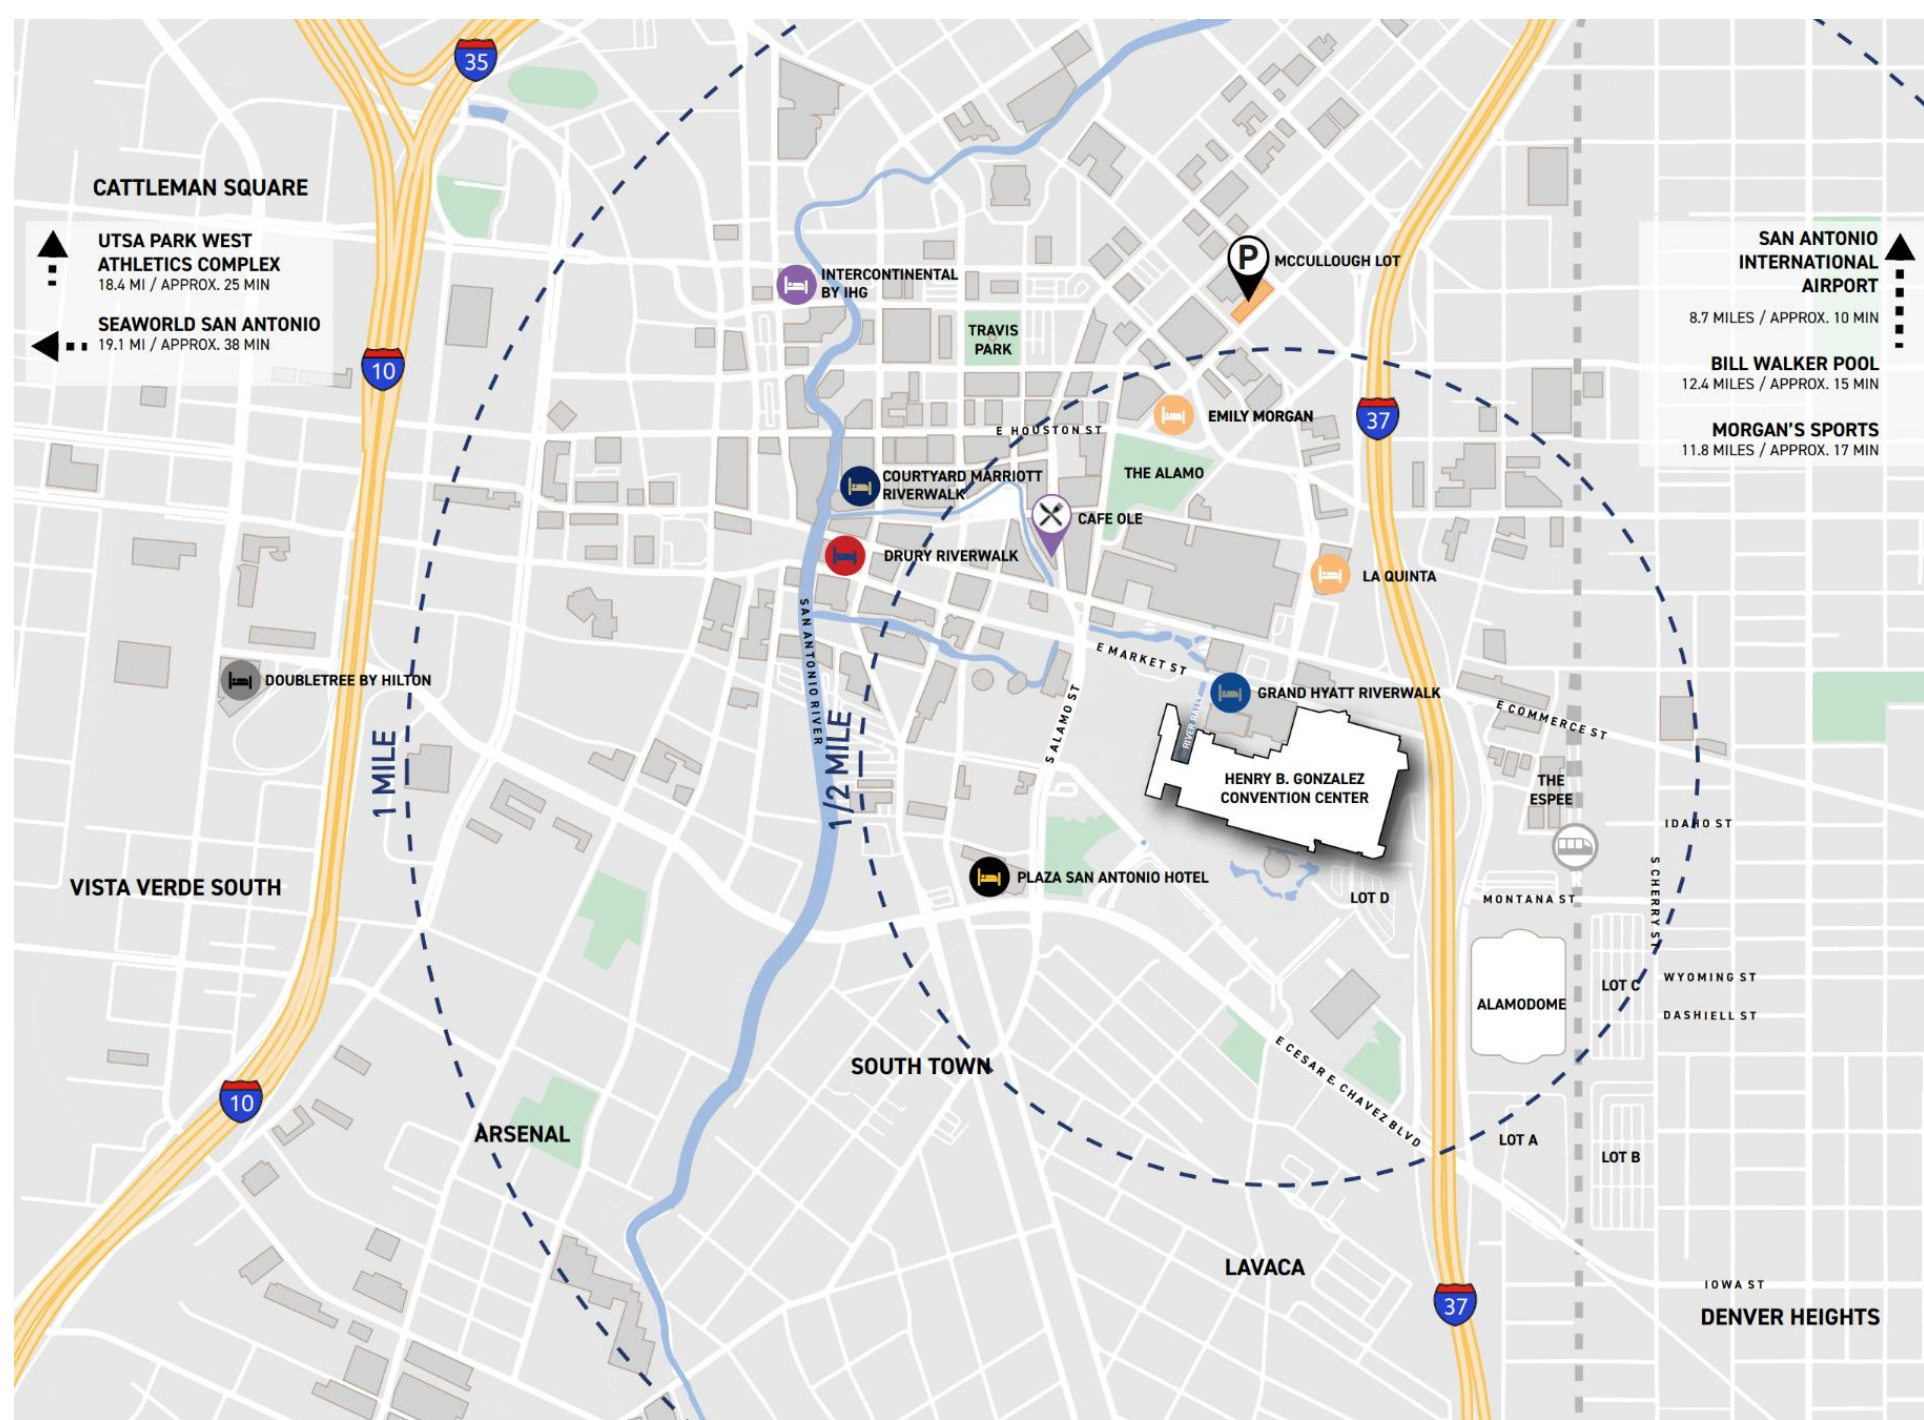 35
CATTLEMAN SQUARE
UTSA PARK WEST
ATHLETICS COMPLEX
18.4 MI / APPROX. 25 MIN
SEAWORLD SAN ANTONIO
19.1 MI / APPROX. 38 MIN
10
INTERCONTINENTAL
BY IHG
TRAVIS
PARK
P
MCCULLOUGH LOT
SAN ANTONIO
INTERNATIONAL
AIRPORT
8.7 MILES / APPROX. 10 MIN
BILL WALKER POOL
12.4 MILES / APPROX. 15 MIN
MORGAN'S SPORTS
11.8 MILES / APPROX. 17 MIN
37
EMILY MORGAN
E HOUSTON ST
THE ALAMO
COURTYARD MARRIOTT
RIVERWALK
CAFE OLE
DRURY RIVERWALK
LA QUINTA
SAN ANTONIO RIVER
E MARKET ST
DOUBLETREE BY HILTON
GRAND HYATT RIVERWALK
S ALAMO ST
E COMMERCE ST
1 MILE
1/2 MILE
HENRY B. GONZALEZ
CONVENTION CENTER
THE
ESPEE
IDAHO ST
S CHERRY ST
VISTA VERDE SOUTH
PLAZA SAN ANTONIO HOTEL
LOT D
MONTANA ST
ALAMODOME
LOT C
WYOMING ST
DASHIELL ST
SOUTH TOWN
E CESAR E. CHAVEZ BLVD
10
ARSENAL
LOT A
LOT B
LAVACA
37
IOWA ST
DENVER HEIGHTS